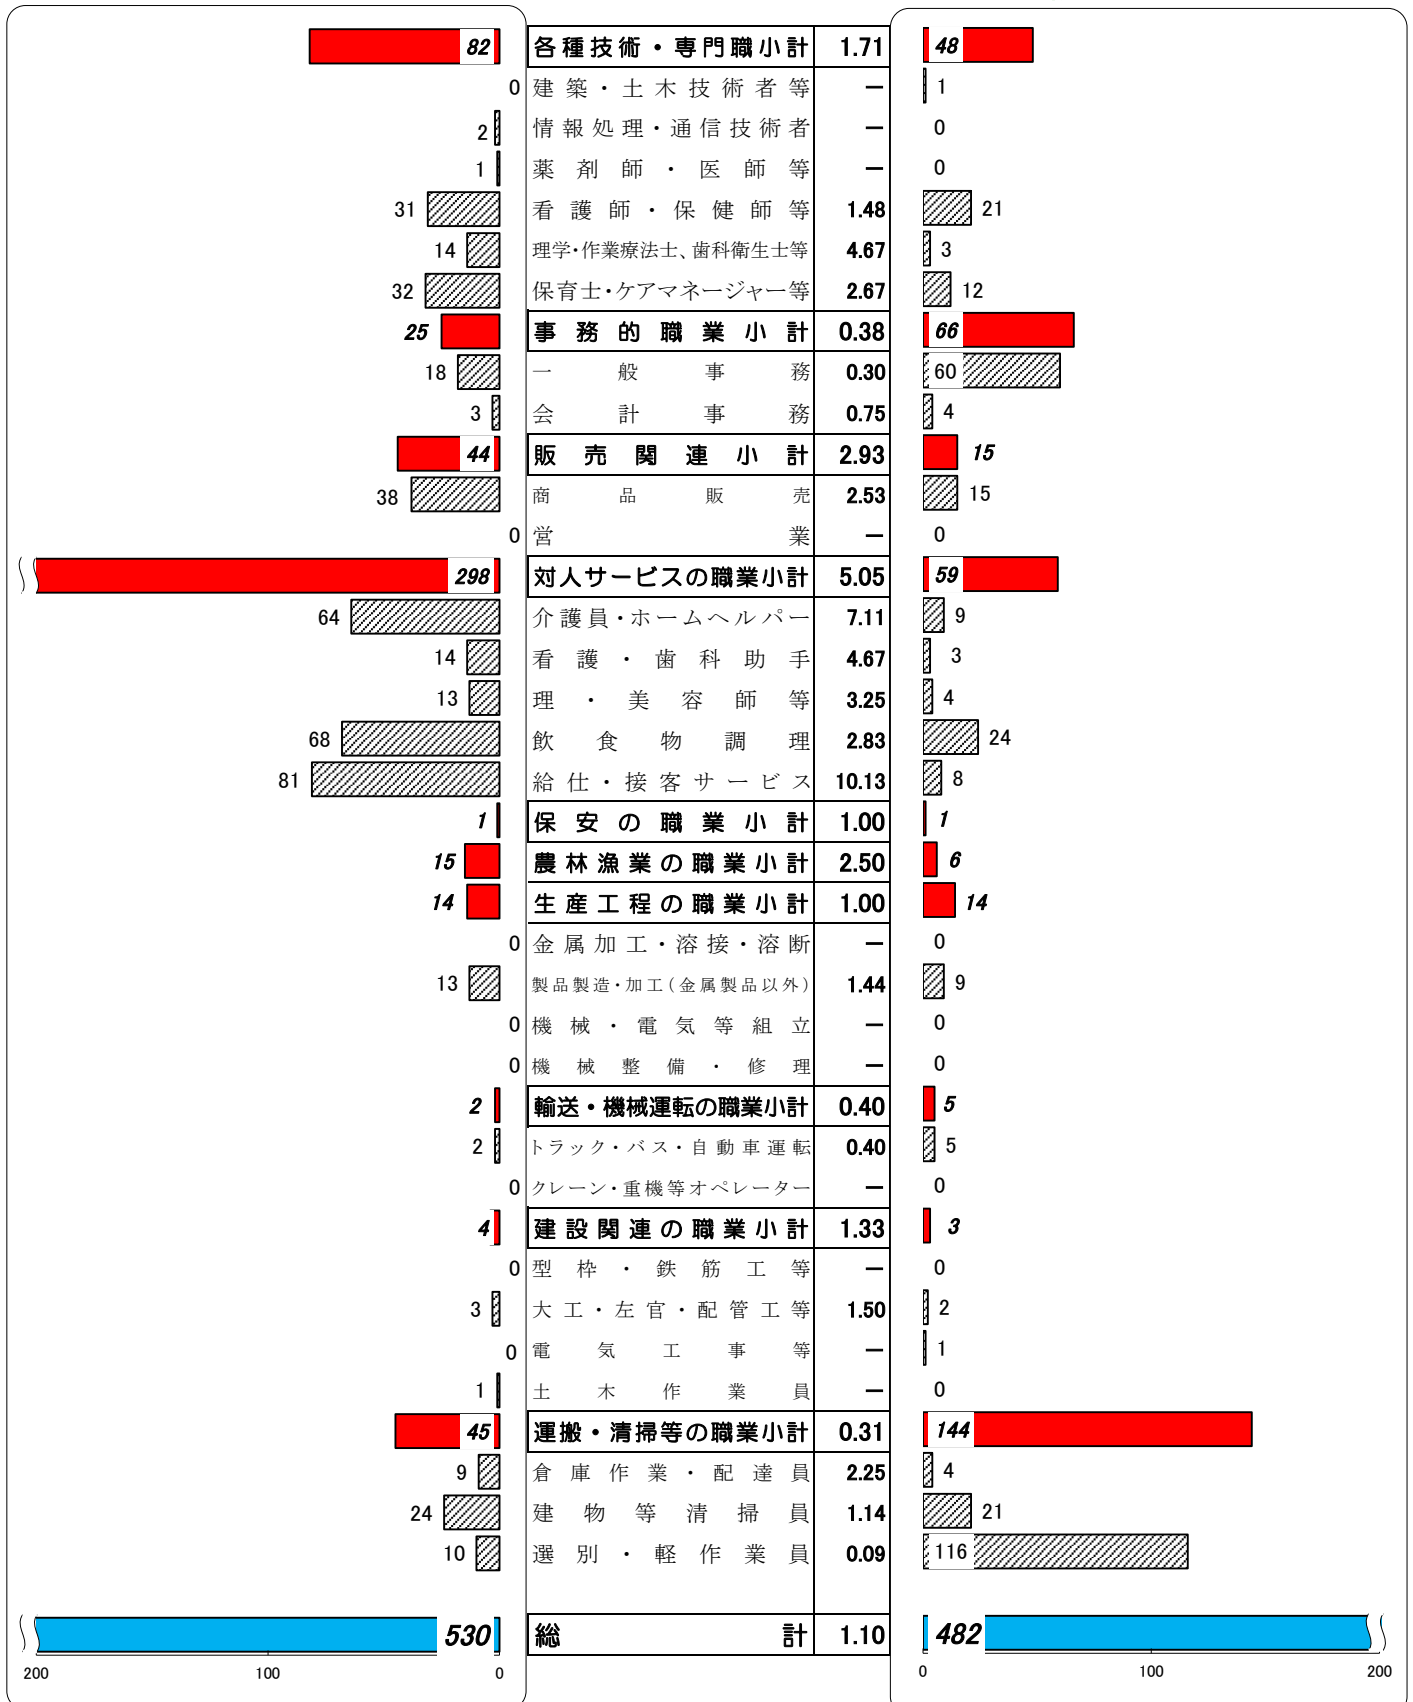 82 各種技術・専門職小計 1.71 48
0 建築・土木技術者等 ー 1
2 情報処理・通信技術者 ー 0
1 薬剤師・医師等 ー 0
31 看護師・保健師等 1.48 21
14 理学・作業療法士、歯科衛生士等 4.67 3
32 保育士・ケアマネージャー等 2.67 12
25 事務的職業小計 0.38 66
18 一般事務 0.30 60
3 会計事務 0.75 4
44 販売関連小計 2.93 15
38 商品販売 2.53 15
0 営業 ー 0
298 対人サービスの職業小計 5.05 59
64 介護員・ホームヘルパー 7.11 9
14 看護・歯科助手 4.67 3
13 理・美容師等 3.25 4
68 飲食物調理 2.83 24
81 給仕・接客サービス 10.13 8
1 保安の職業小計 1.00 1
15 農林漁業の職業小計 2.50 6
14 生産工程の職業小計 1.00 14
0 金属加工・溶接・溶断 ー 0
13 製品製造・加工(金属製品以外) 1.44 9
0 機械・電気等組立 ー 0
0 機械整備・修理 ー 0
2 輸送・機械運転の職業小計 0.40 5
2 トラック・バス・自動車運転 0.40 5
0 クレーン・重機等オペレーター ー 0
4 建設関連の職業小計 1.33 3
0 型枠・鉄筋工等 ー 0
3 大工・左官・配管工等 1.50 2
0 電気工事等 ー 1
1 土木作業員 ー 0
45 運搬・清掃等の職業小計 0.31 144
9 倉庫作業・配達員 2.25 4
24 建物等清掃員 1.14 21
10 選別・軽作業員 0.09 116
530 総計 1.10 482
200 100 0 0 100 200